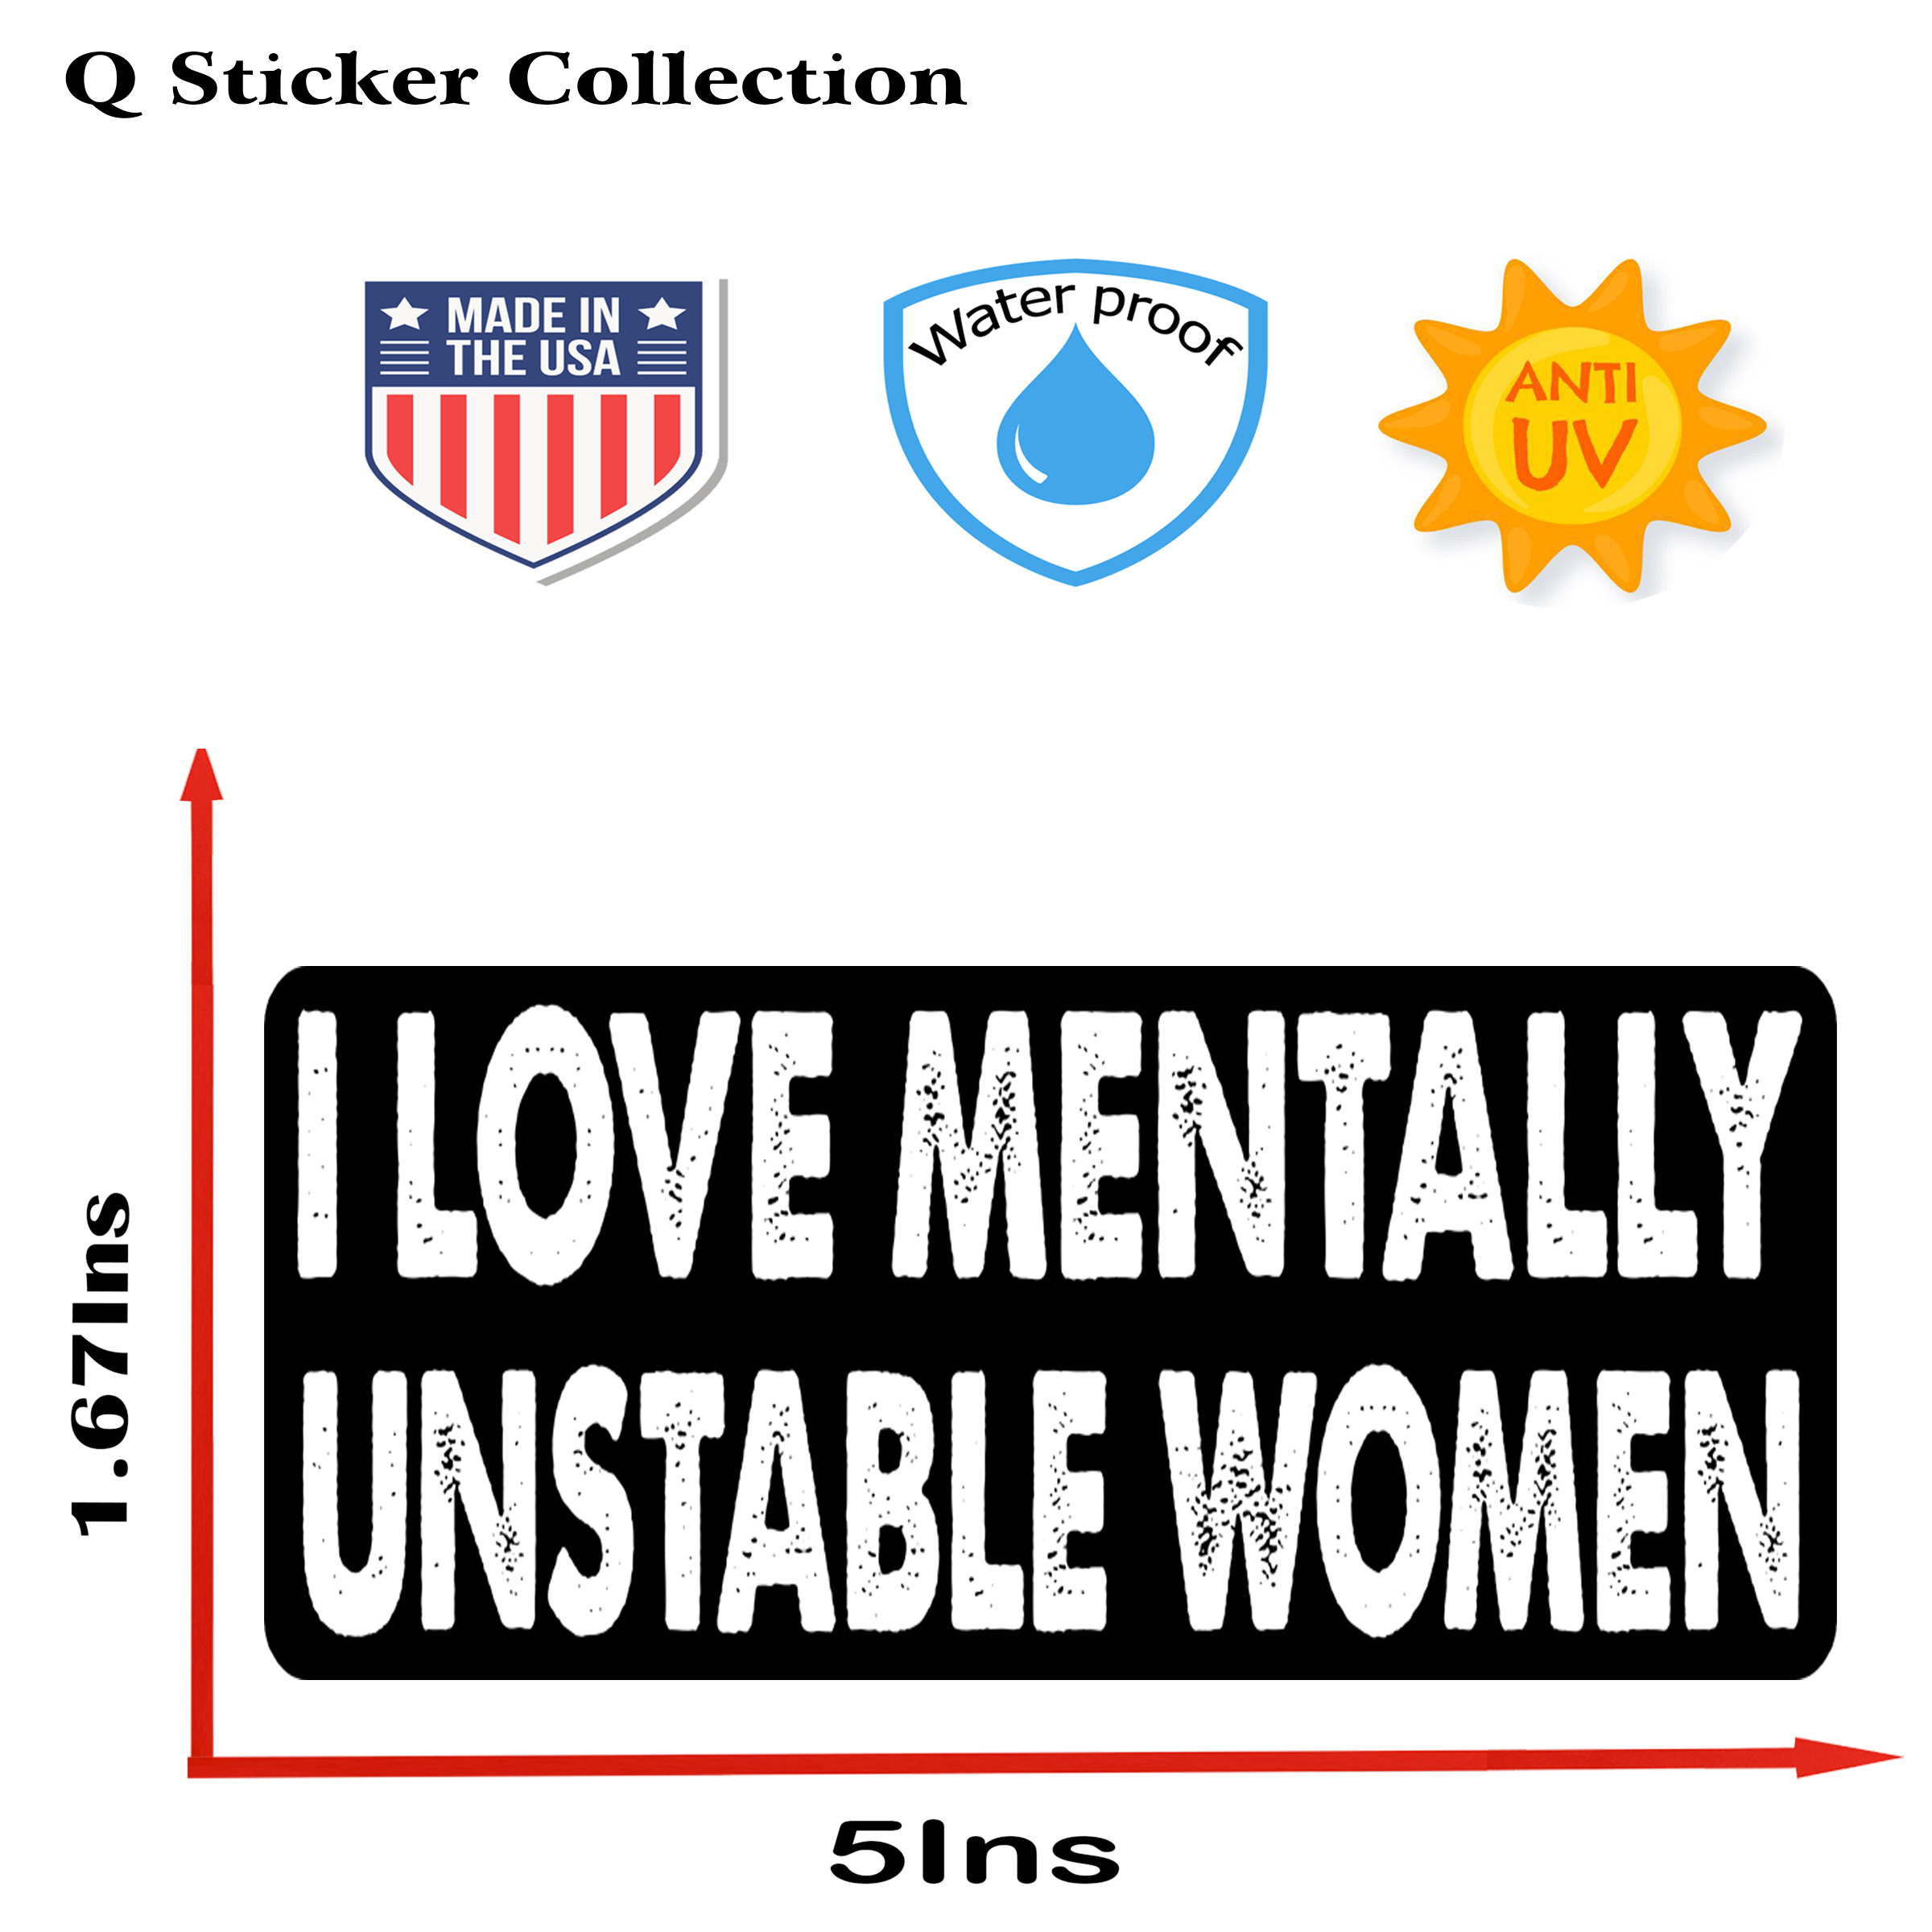 Q Sticker Collection
MADE IN
THE USA
Water proof
ANTI
UV
1.67Ins
I LOVE MENTALLY
UNSTABLE WOMEN
5Ins